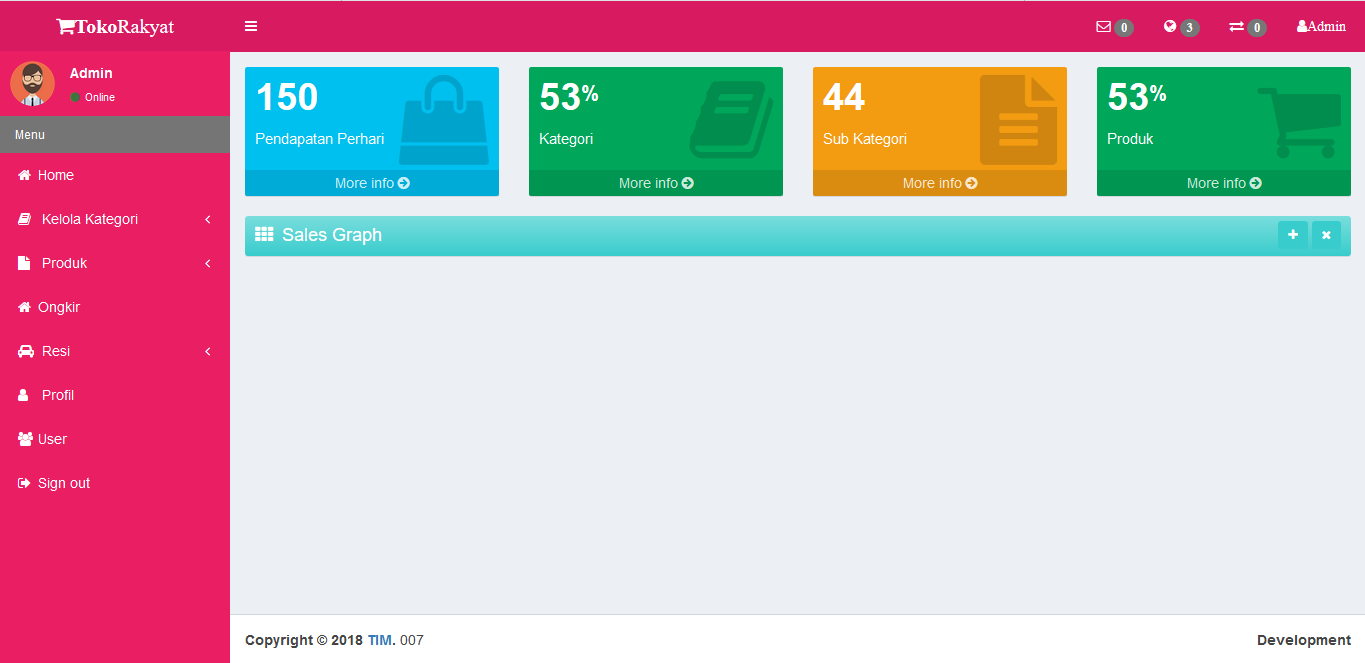 TokoRakyat
0
3
0
Admin
Admin
Online
Menu
Home
Kelola Kategori
Produk
Ongkir
Resi
Profil
User
Sign out
150
Pendapatan Perhari
More info
53%
Kategori
More info
44
Sub Kategori
More info
53%
Produk
More info
Sales Graph
Copyright © 2018 TIM. 007
Development